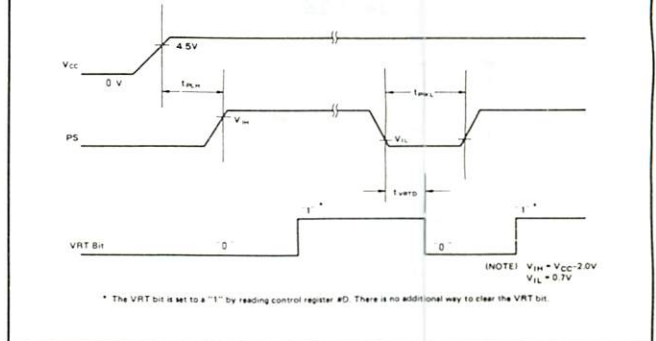 4.5V
VCC
0 V
tPLH
tPWL
VIH
PS
VIL
tVRTD
"1" *
"1" *
VRT Bit
"0"
"0"
(NOTE) VIH = VCC-2.0V
VIL = 0.7V
* The VRT bit is set to a "1" by reading control register #D. There is no additional way to clear the VRT bit.